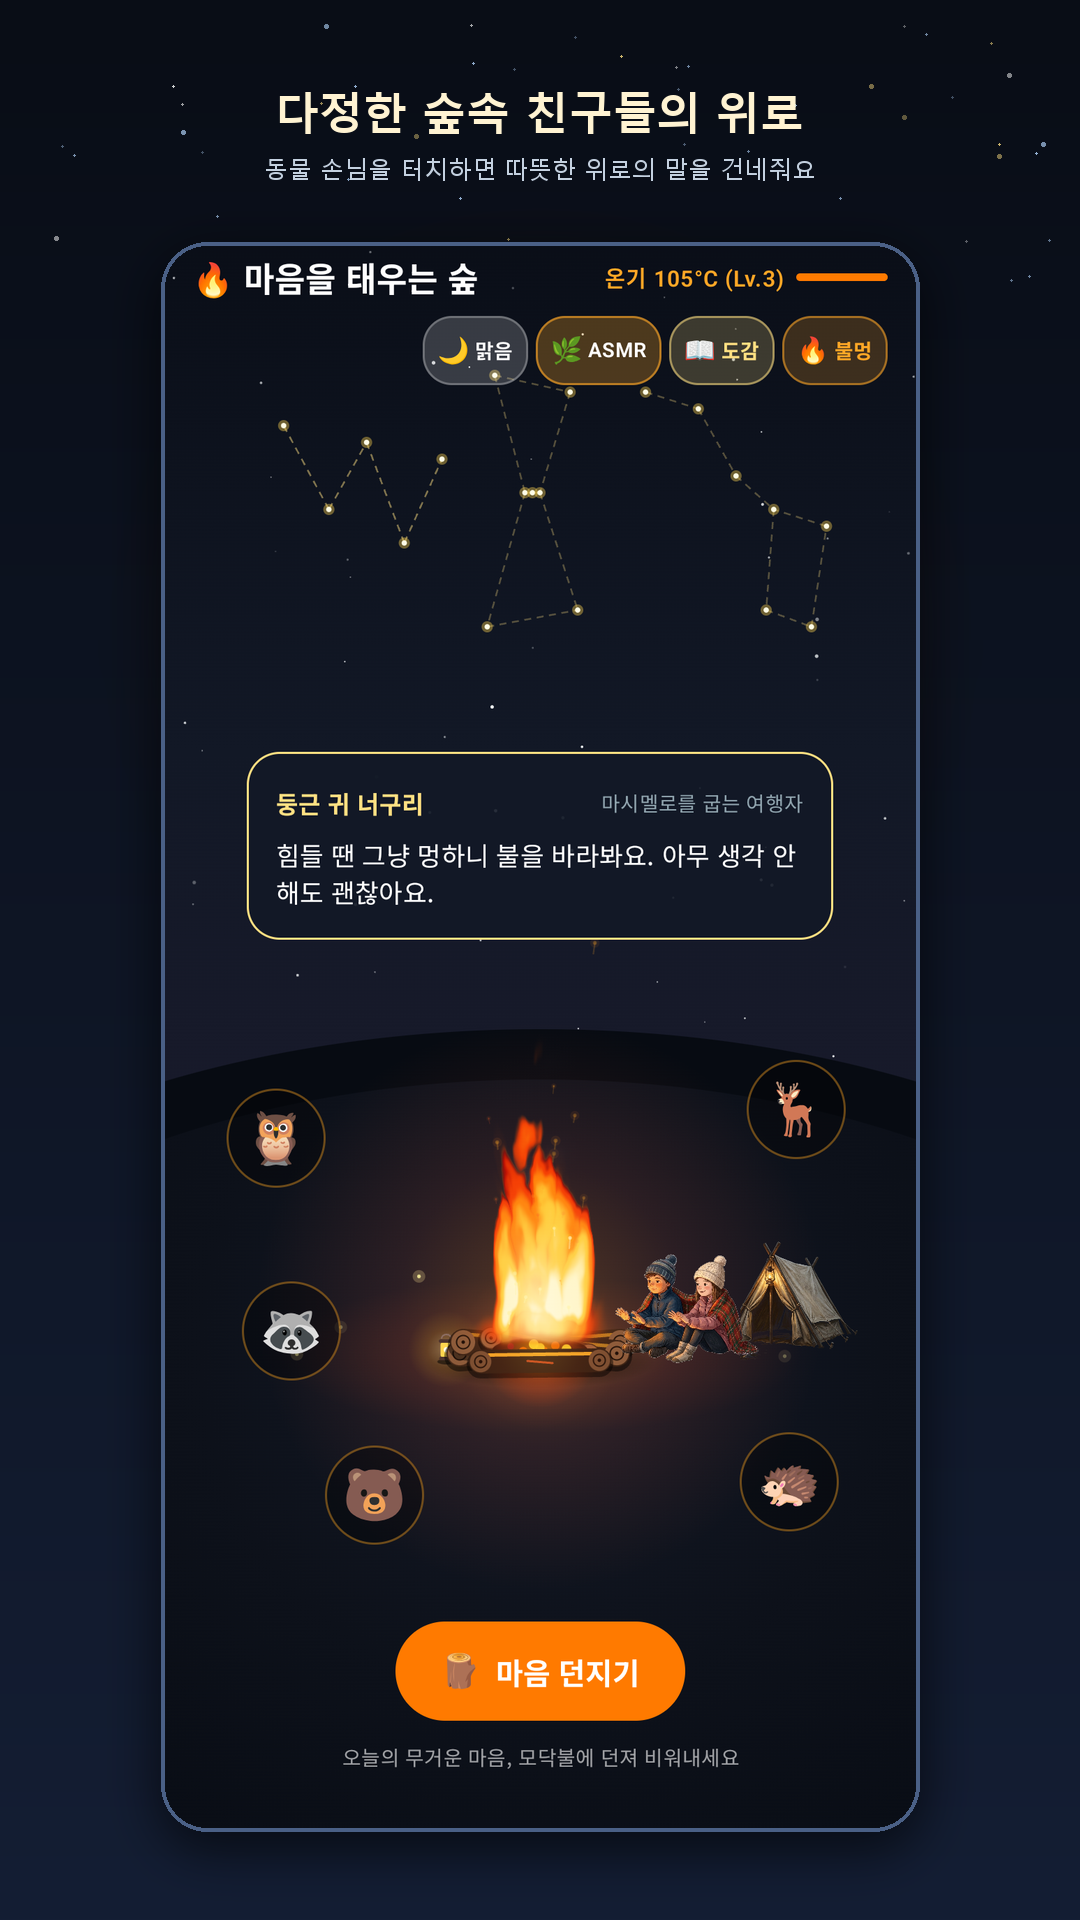 다정한 숲속 친구들의 위로
동물 손님을 터치하면 따뜻한 위로의 말을 건네줘요
마음을 태우는 숲
온기 105°C (Lv.3)
맑음 ASMR 도감 불멍
둥근 귀 너구리 마시멜로를 굽는 여행자
힘들 땐 그냥 멍하니 불을 바라봐요. 아무 생각 안
해도 괜찮아요.
마음 던지기
오늘의 무거운 마음, 모닥불에 던져 비워내세요